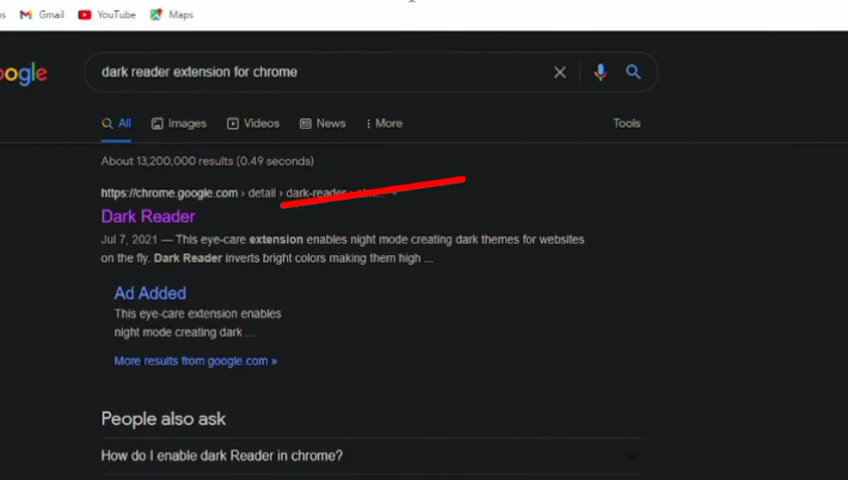 Gmail YouTube Maps
dark reader extension for chrome
All Images Videos News More Tools
About 13,200,000 results (0.49 seconds)
https://chrome.google.com › detail › dark-reader
Dark Reader
Jul 7, 2021 — This eye-care extension enables night mode creating dark themes for websites
on the fly. Dark Reader inverts bright colors making them high ...
Ad Added
This eye-care extension enables
night mode creating dark ...
More results from google.com »
People also ask
How do I enable dark Reader in chrome?